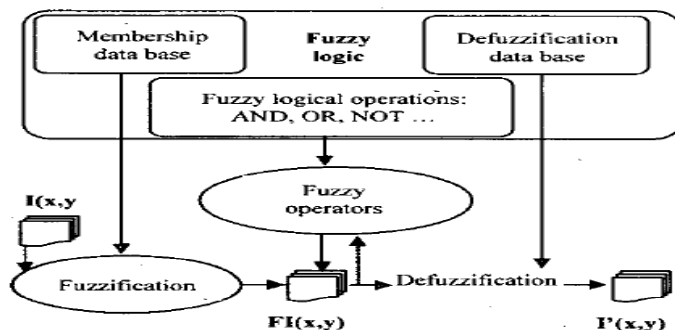 Membership
data base
Fuzzy
logic
Defuzzification
data base
Fuzzy logical operations:
AND, OR, NOT ...
Fuzzy
operators
I(x,y
Fuzzification
Defuzzification
FI(x,y)
I'(x,y)